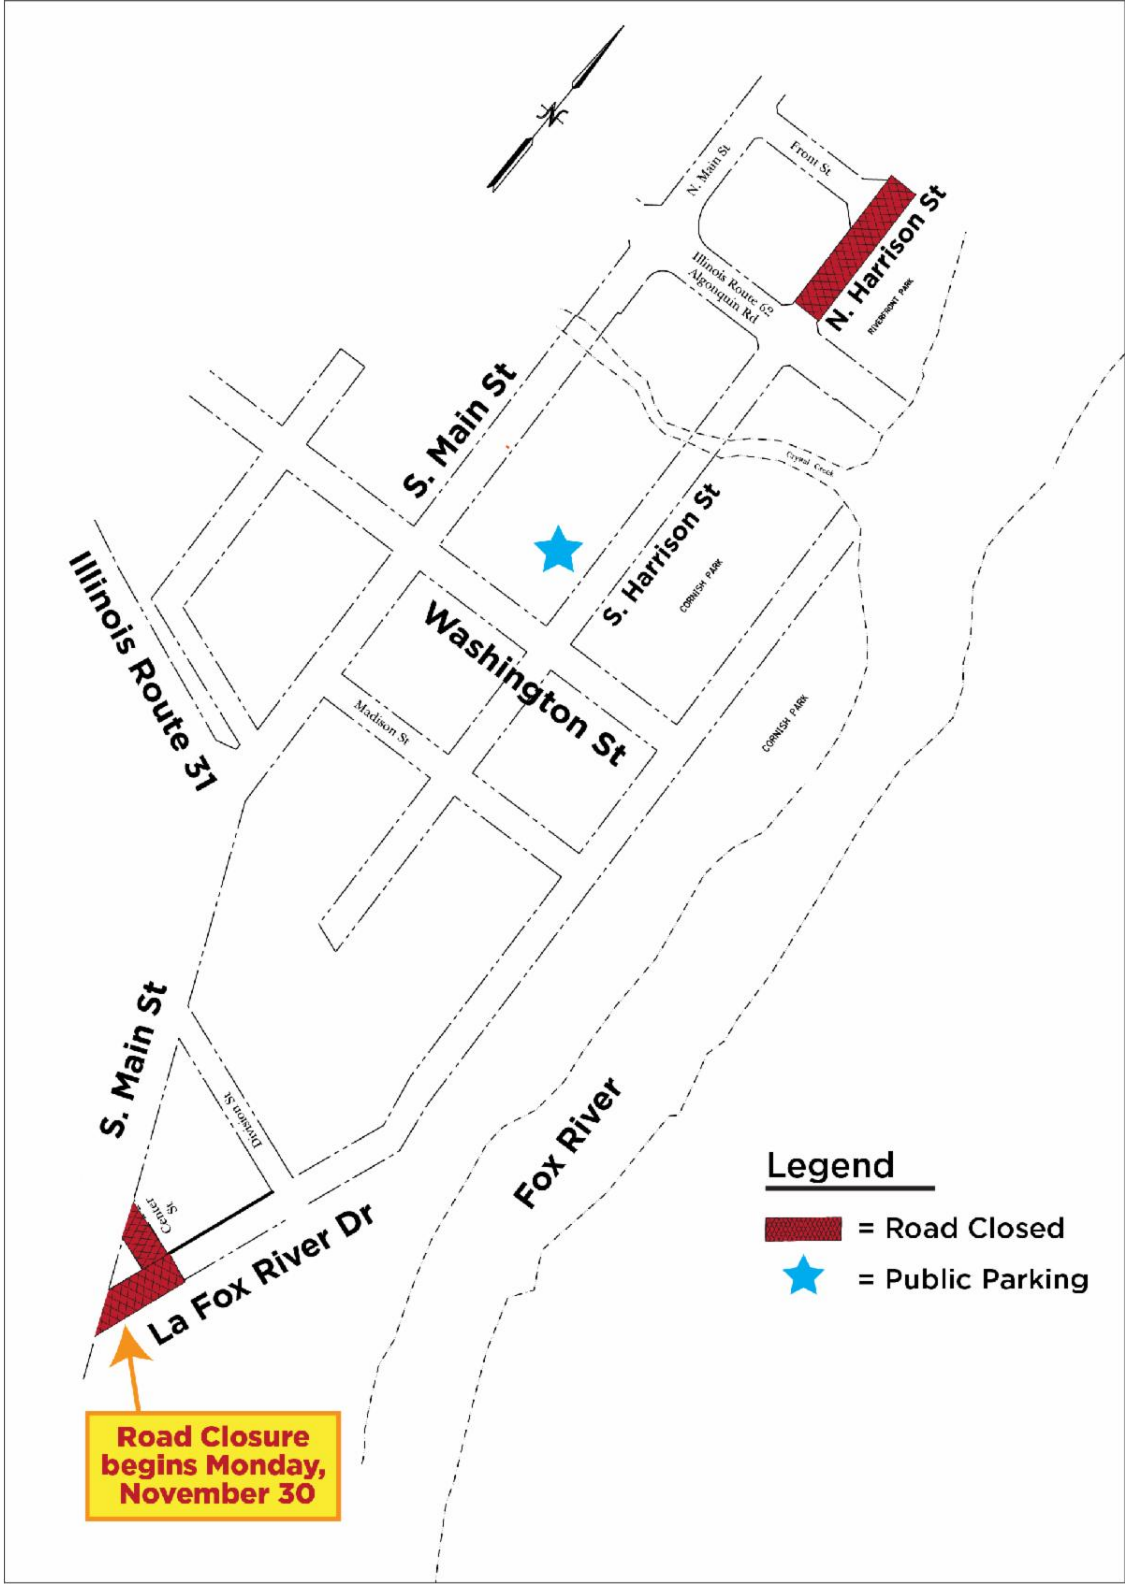 N
N. Main St
Front St
N. Harrison St
Illinois Route 62
Algonquin Rd
RIVERFRONT PARK
S. Main St
Crystal Creek
S. Harrison St
CORNISH PARK
Illinois Route 31
Washington St
Madison St
CORNISH PARK
S. Main St
Division St
Center
St
Fox River
La Fox River Dr
Legend
= Road Closed
= Public Parking
Road Closure
begins Monday,
November 30